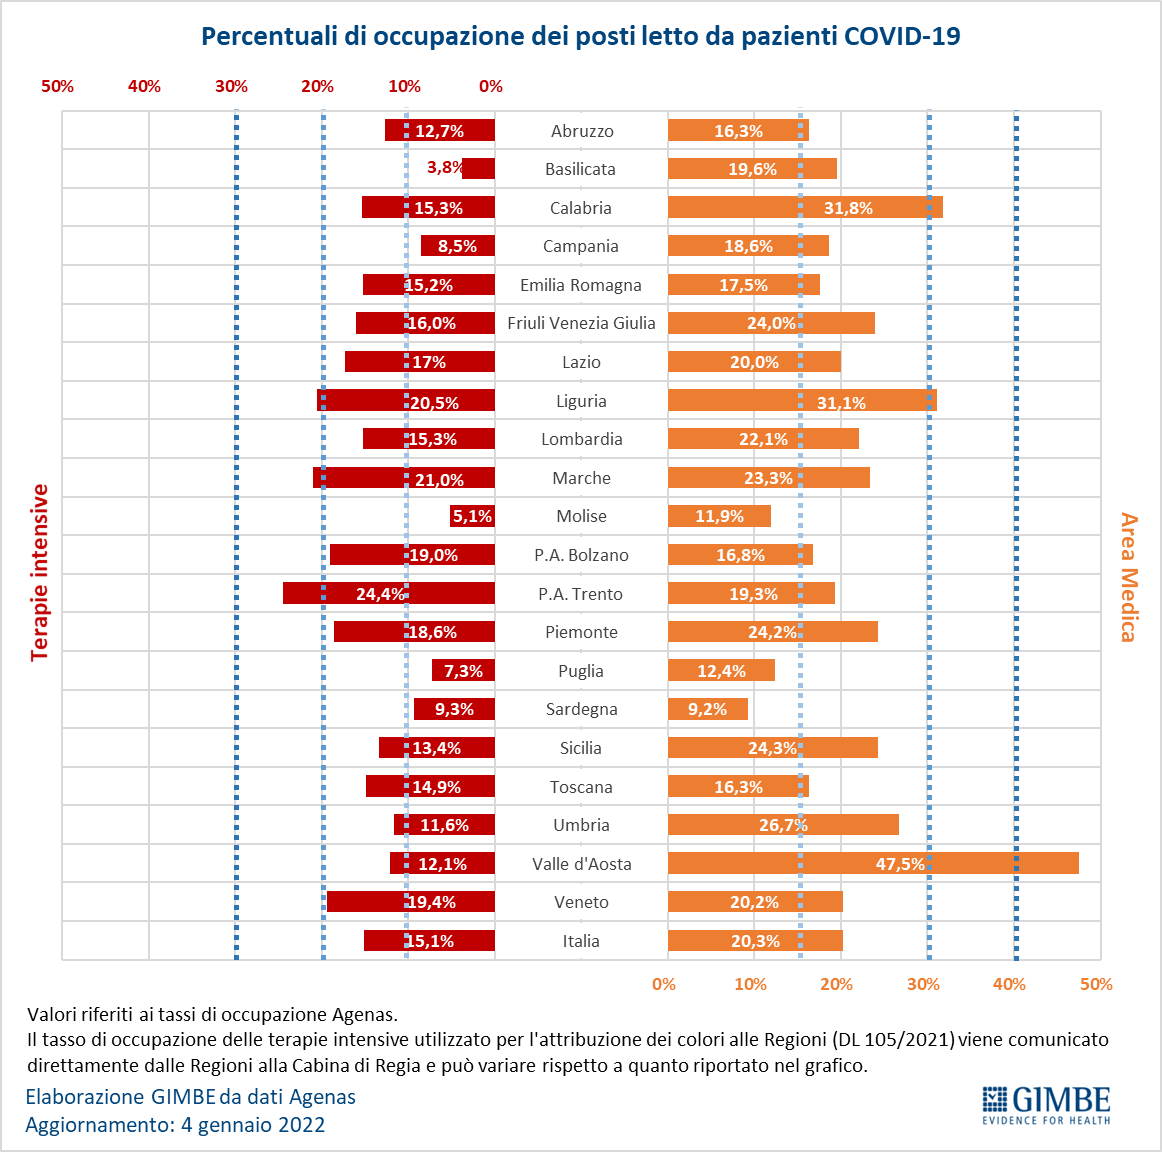 Percentuali di occupazione dei posti letto da pazienti COVID-19
50% 40% 30% 20% 10% 0%
12,7% Abruzzo 16,3%
3,8% Basilicata 19,6%
15,3% Calabria 31,8%
8,5% Campania 18,6%
15,2% Emilia Romagna 17,5%
16,0% Friuli Venezia Giulia 24,0%
17% Lazio 20,0%
20,5% Liguria 31,1%
15,3% Lombardia 22,1%
21,0% Marche 23,3%
5,1% Molise 11,9%
19,0% P.A. Bolzano 16,8%
24,4% P.A. Trento 19,3%
18,6% Piemonte 24,2%
7,3% Puglia 12,4%
9,3% Sardegna 9,2%
13,4% Sicilia 24,3%
14,9% Toscana 16,3%
11,6% Umbria 26,7%
12,1% Valle d'Aosta 47,5%
19,4% Veneto 20,2%
15,1% Italia 20,3%
Terapie intensive
Area Medica
0% 10% 20% 30% 40% 50%
Valori riferiti ai tassi di occupazione Agenas.
Il tasso di occupazione delle terapie intensive utilizzato per l'attribuzione dei colori alle Regioni (DL 105/2021) viene comunicato
direttamente dalle Regioni alla Cabina di Regia e può variare rispetto a quanto riportato nel grafico.
Elaborazione GIMBE da dati Agenas
Aggiornamento: 4 gennaio 2022
GIMBE
EVIDENCE FOR HEALTH